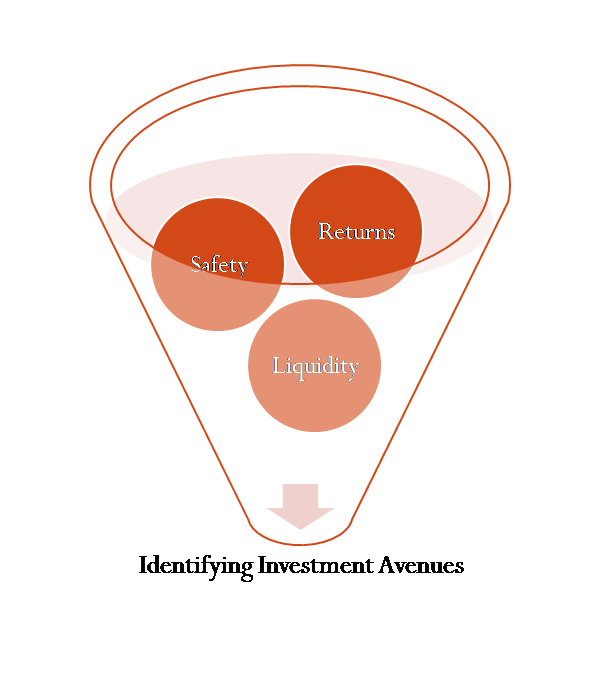 Returns
Safety
Liquidity
Identifying Investment Avenues